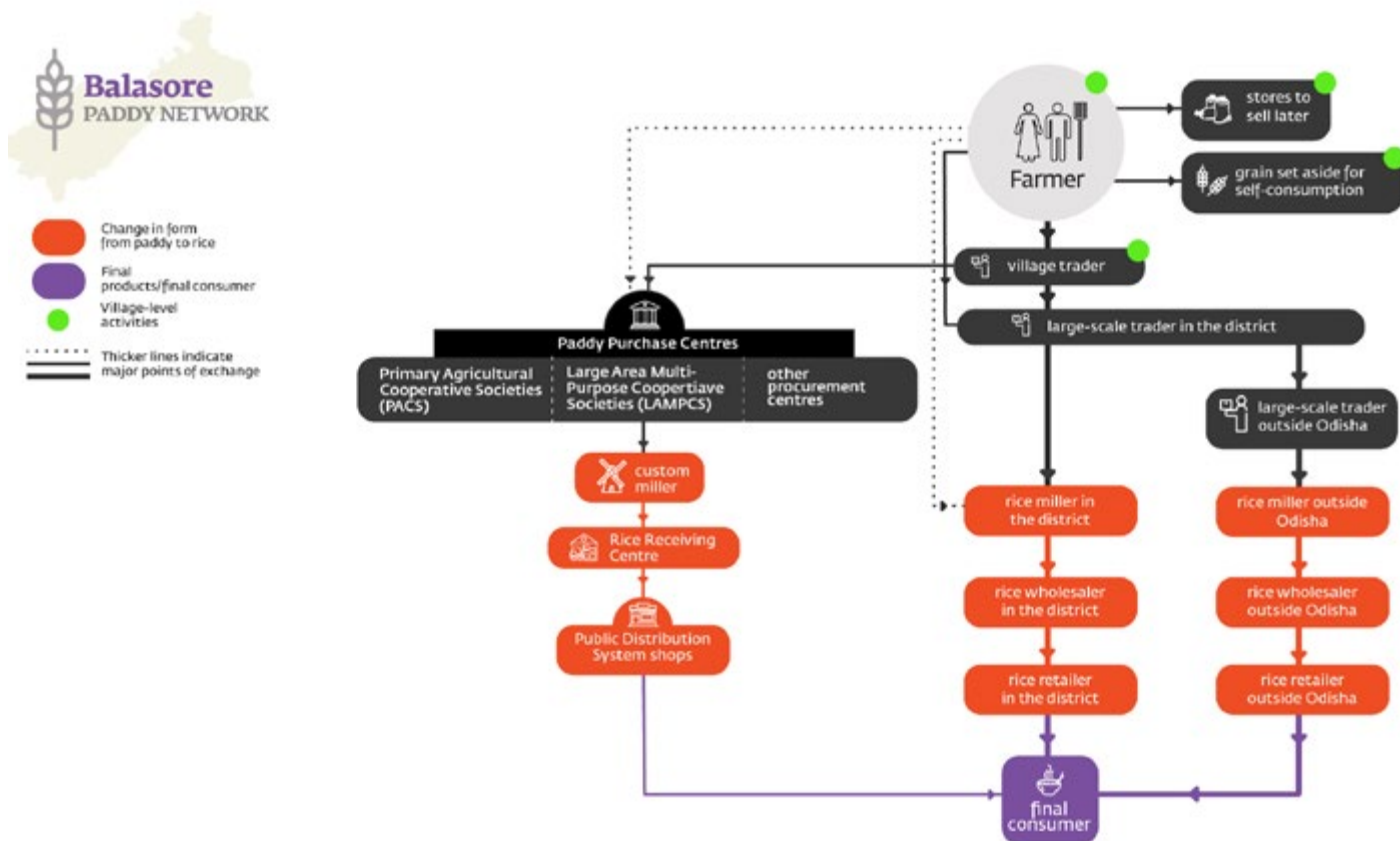 Balasore
PADDY NETWORK
Change in form
from paddy to rice
Final
products/final consumer
Village-level
activities
Thicker lines indicate
major points of exchange
Farmer
stores to
sell later
grain set aside for
self-consumption
village trader
large-scale trader in the district
Paddy Purchase Centres
Primary Agricultural
Cooperative Societies
(PACS)
Large Area Multi-
Purpose Coopertiave
Societies (LAMPCS)
other
procurement
centres
large-scale trader
outside Odisha
custom
miller
Rice Receiving
Centre
Public Distribution
System shops
rice miller in
the district
rice wholesaler
in the district
rice retailer
in the district
rice miller outside
Odisha
rice wholesaler
outside Odisha
rice retailer
outside Odisha
final
consumer